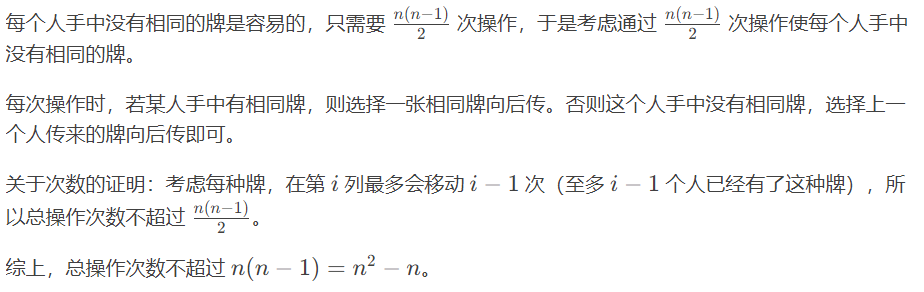 每个人手中没有相同的牌是容易的，只需要 $\frac{n(n-1)}{2}$ 次操作，于是考虑通过 $\frac{n(n-1)}{2}$ 次操作使每个人手中
没有相同的牌。
每次操作时，若某人手中有相同牌，则选择一张相同牌向后传。否则这个人手中没有相同牌，选择上一
个人传来的牌向后传即可。
关于次数的证明：考虑每种牌，在第 $i$ 列最多会移动 $i-1$ 次（至多 $i-1$ 个人已经有了这种牌），所
以总操作次数不超过 $\frac{n(n-1)}{2}$。
综上，总操作次数不超过 $n(n-1)=n^2-n$。